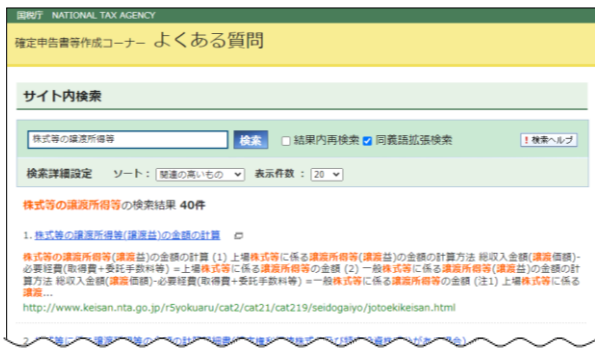 国税庁 NATIONAL TAX AGENCY
確定申告書等作成コーナー よくある質問
サイト内検索
株式等の譲渡所得等 検索 結果内再検索 同義語拡張検索 ! 検索ヘルプ
検索詳細設定 ソート： 関連の高いもの 表示件数 ： 20
株式等の譲渡所得等の検索結果 40件
1. 株式等の譲渡所得等(譲渡益)の金額の計算
株式等の譲渡所得等(譲渡益)の金額の計算 (1) 上場株式等に係る譲渡所得等(譲渡益)の金額の計算方法 総収入金額(譲渡価額)-
必要経費(取得費+委託手数料等) =上場株式等に係る譲渡所得等の金額 (2) 一般株式等に係る譲渡所得等(譲渡益)の金額の計
算方法 総収入金額(譲渡価額)-必要経費(取得費+委託手数料等) =一般株式等に係る譲渡所得等の金額 (注1) 上場株式等に係る
譲渡...
http://www.keisan.nta.go.jp/r5yokuaru/cat2/cat21/cat219/seidogaiyo/jotoekikeisan.html